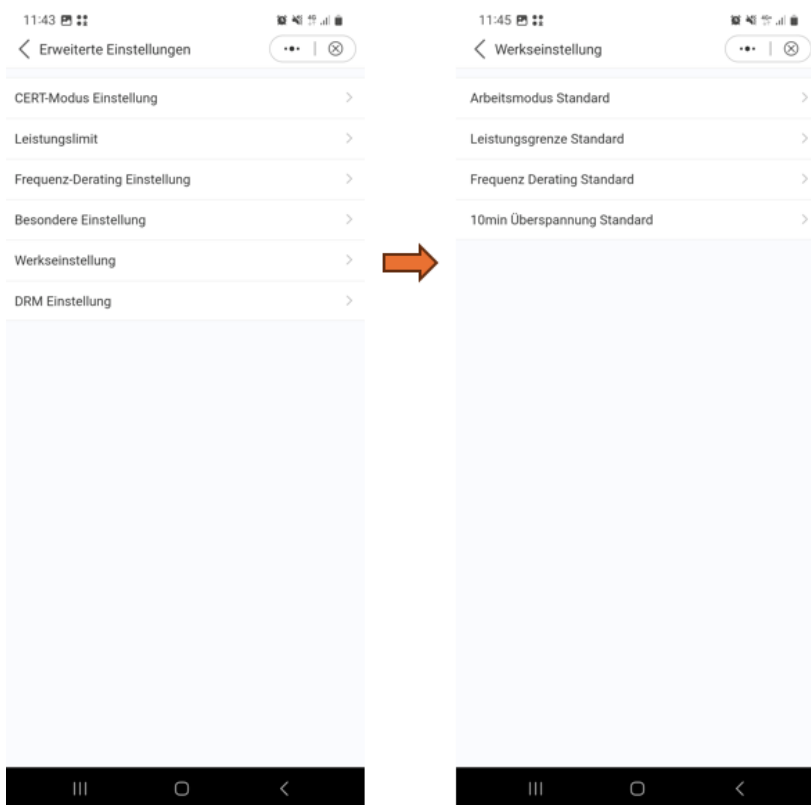 11:43
Erweiterte Einstellungen
CERT-Modus Einstellung
Leistungslimit
Frequenz-Derating Einstellung
Besondere Einstellung
Werkseinstellung
DRM Einstellung
11:45
Werkseinstellung
Arbeitsmodus Standard
Leistungsgrenze Standard
Frequenz Derating Standard
10min Überspannung Standard